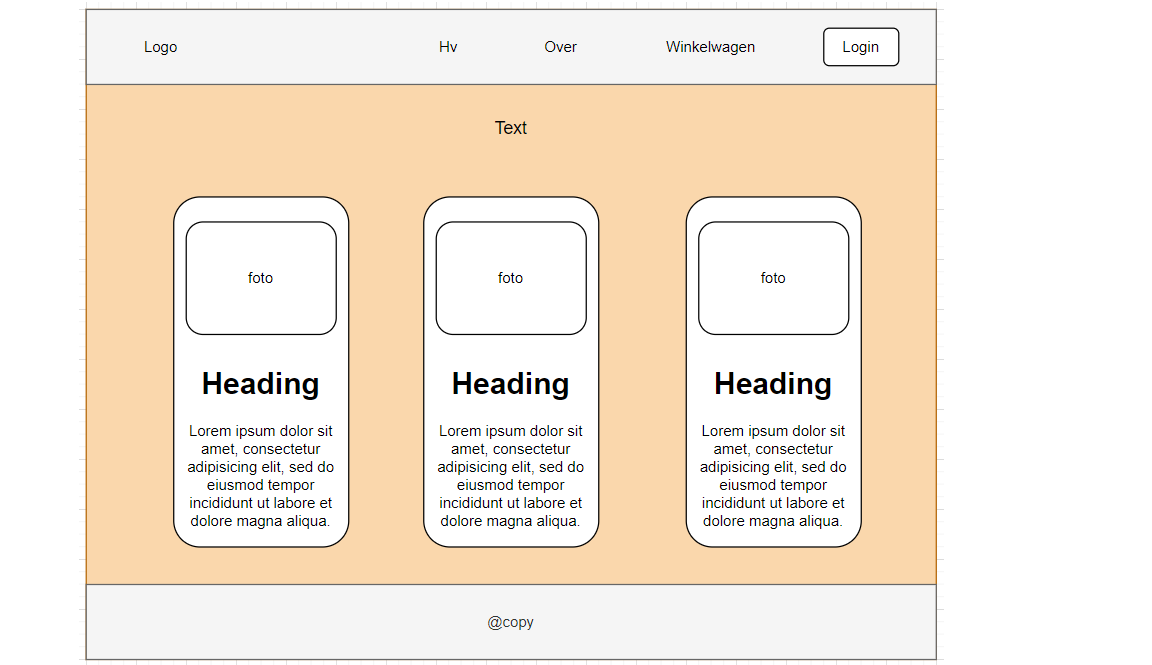 Logo
Hv
Over
Winkelwagen
Login
Text
foto
Heading
Lorem ipsum dolor sit
amet, consectetur
adipisicing elit, sed do
eiusmod tempor
incididunt ut labore et
dolore magna aliqua.
foto
Heading
Lorem ipsum dolor sit
amet, consectetur
adipisicing elit, sed do
eiusmod tempor
incididunt ut labore et
dolore magna aliqua.
foto
Heading
Lorem ipsum dolor sit
amet, consectetur
adipisicing elit, sed do
eiusmod tempor
incididunt ut labore et
dolore magna aliqua.
@copy